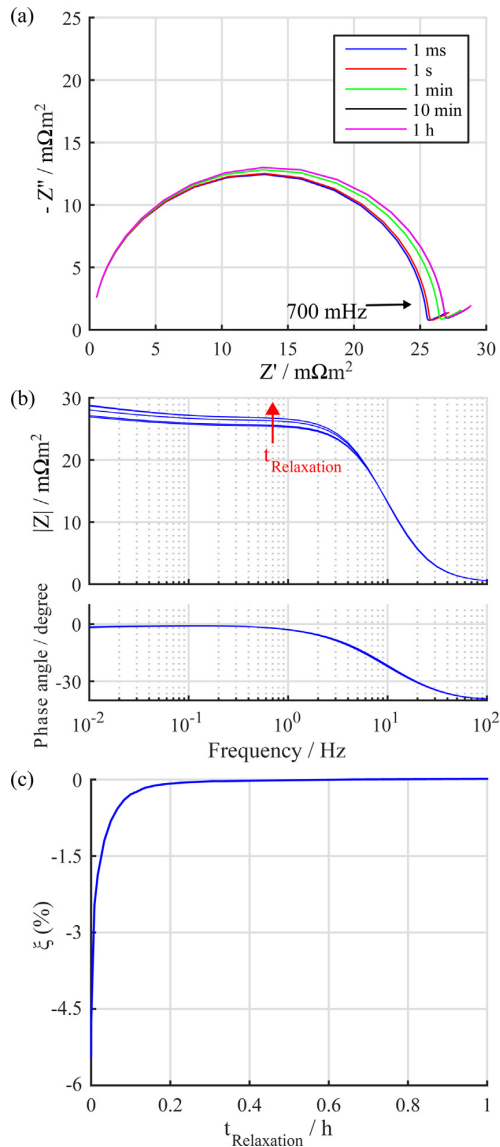 (a)
25
20
15
10
5
0
- Z'' / mΩm²
1 ms
1 s
1 min
10 min
1 h
700 mHz
0 5 10 15 20 25 30
Z' / mΩm²
(b)
30
20
10
0
|Z| / mΩm²
t_Relaxation
0
-30
Phase angle / degree
10⁻² 10⁻¹ 10⁰ 10¹ 10²
Frequency / Hz
(c)
0
-1.5
-3
-4.5
-6
ξ (%)
0 0.2 0.4 0.6 0.8 1
t_Relaxation / h